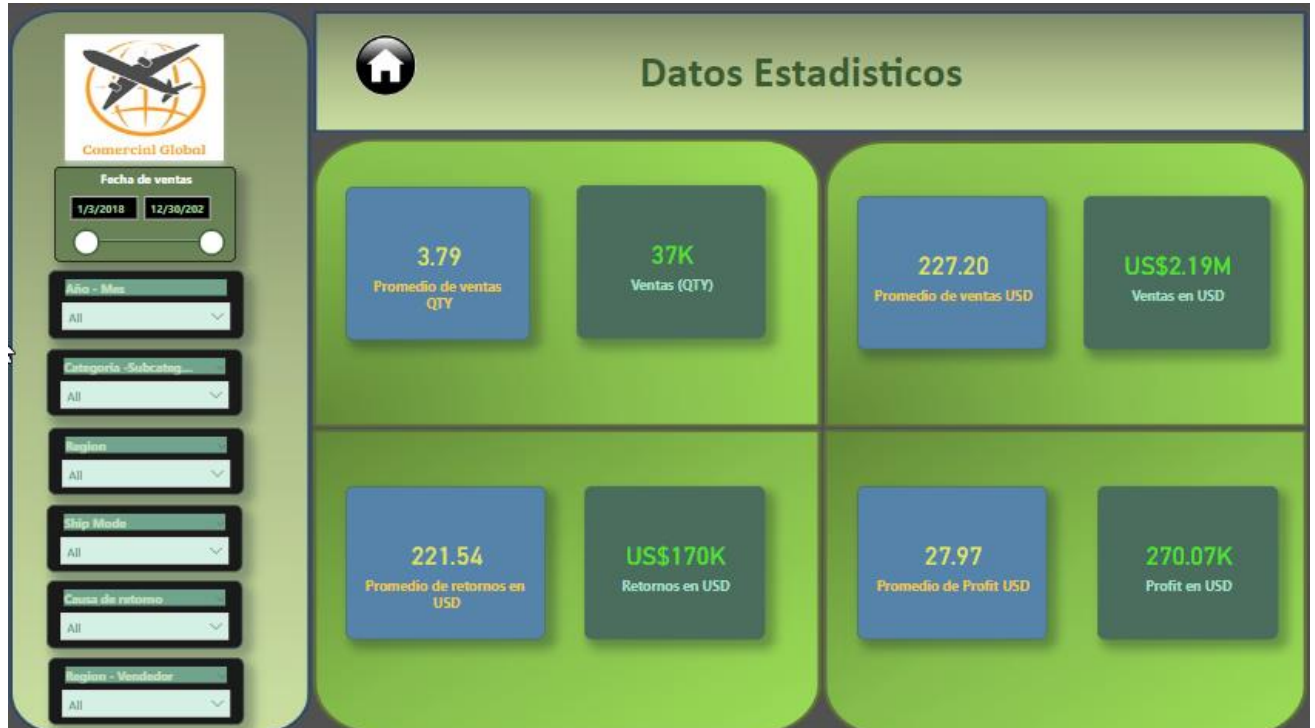 Comercial Global
Fecha de ventas
1/3/2018 12/30/202
Año - Mes
All
Categoria -Subcateg...
All
Region
All
Ship Mode
All
Causa de retorno
All
Region - Vendedor
All
Datos Estadisticos
3.79
Promedio de ventas
QTY
37K
Ventas (QTY)
227.20
Promedio de ventas USD
US$2.19M
Ventas en USD
221.54
Promedio de retornos en
USD
US$170K
Retornos en USD
27.97
Promedio de Profit USD
270.07K
Profit en USD